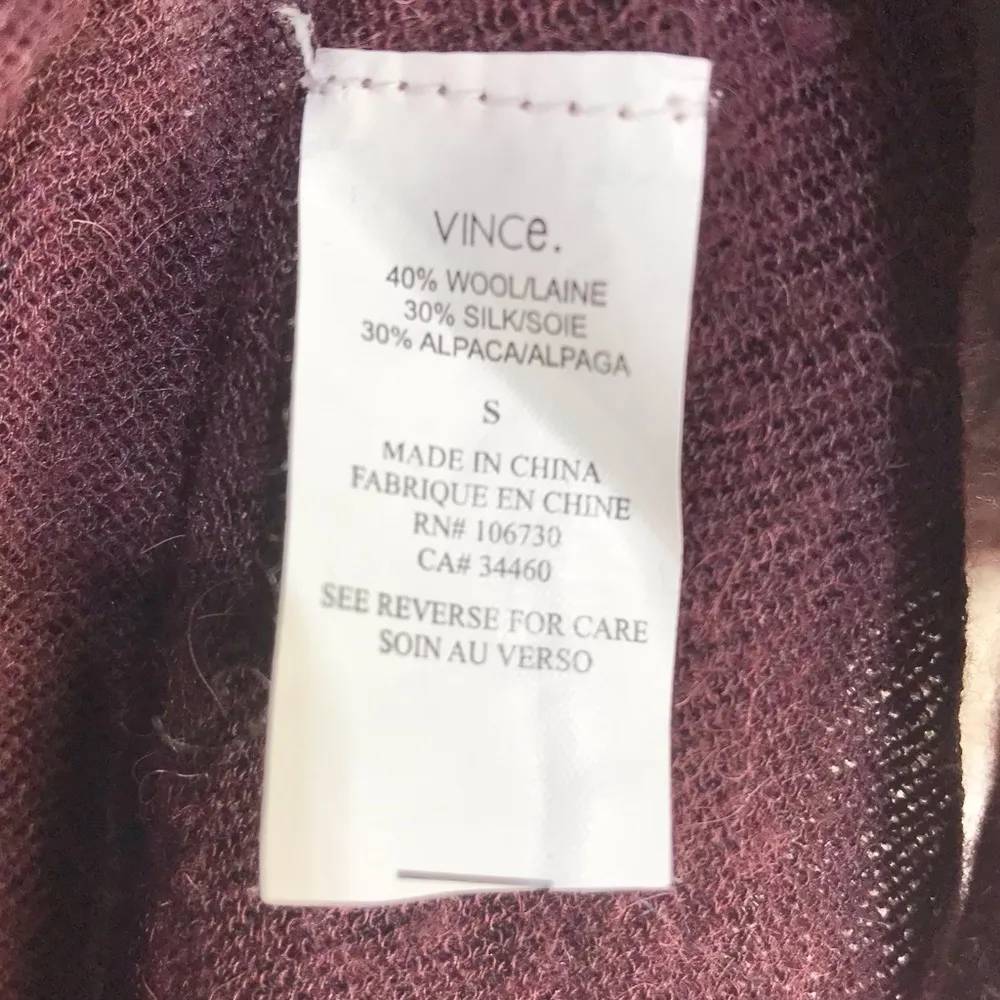 VINCe.
40% WOOL/LAINE
30% SILK/SOIE
30% ALPACA/ALPAGA
S
MADE IN CHINA
FABRIQUE EN CHINE
RN# 106730
CA# 34460
SEE REVERSE FOR CARE
SOIN AU VERSO